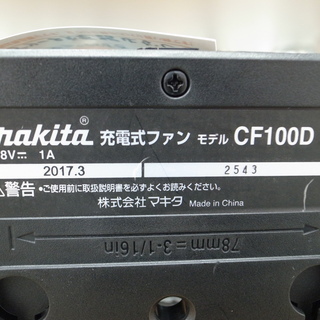 makita® 充電式ファン モデル CF100D
8V⎓ 1A
2017.3 2543
⚠警告 ●ご使用前に取扱説明書を必ずよくお読みください。
株式会社マキタ Made in China
78mm=3-1/16in